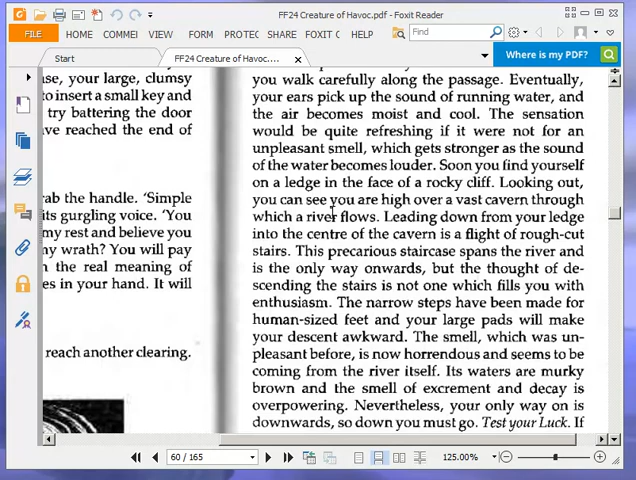 FF24 Creature of Havoc.pdf - Foxit Reader
FILE HOME COMMEI VIEW FORM PROTEC SHARE FOXIT C Find
Start FF24 Creature of Havoc.... Where is my PDF?
se, your large, clumsy
to insert a small key and
try battering the door
ve reached the end of
rab the handle. 'Simple
its gurgling voice. 'You
my rest and believe you
my wrath? You will pay
n the real meaning of
es in your hand. It will
reach another clearing.
you walk carefully along the passage. Eventually,
your ears pick up the sound of running water, and
the air becomes moist and cool. The sensation
would be quite refreshing if it were not for an
unpleasant smell, which gets stronger as the sound
of the water becomes louder. Soon you find yourself
on a ledge in the face of a rocky cliff. Looking out,
you can see you are high over a vast cavern through
which a river flows. Leading down from your ledge
into the centre of the cavern is a flight of rough-cut
stairs. This precarious staircase spans the river and
is the only way onwards, but the thought of de-
scending the stairs is not one which fills you with
enthusiasm. The narrow steps have been made for
human-sized feet and your large pads will make
your descent awkward. The smell, which was un-
pleasant before, is now horrendous and seems to be
coming from the river itself. Its waters are murky
brown and the smell of excrement and decay is
overpowering. Nevertheless, your only way on is
downwards, so down you must go. Test your Luck. If
60 / 165 125.00%